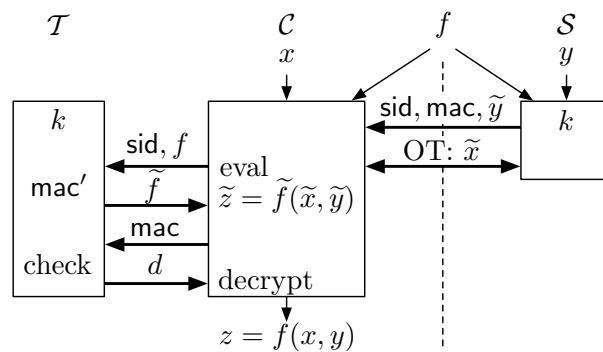 𝒯 𝒞 f 𝒮
x y
k sid, mac, ỹ k
sid, f OT: x̃
eval
mac′ f̃ z̃ = f̃(x̃, ỹ)
mac
check d decrypt
z = f(x, y)